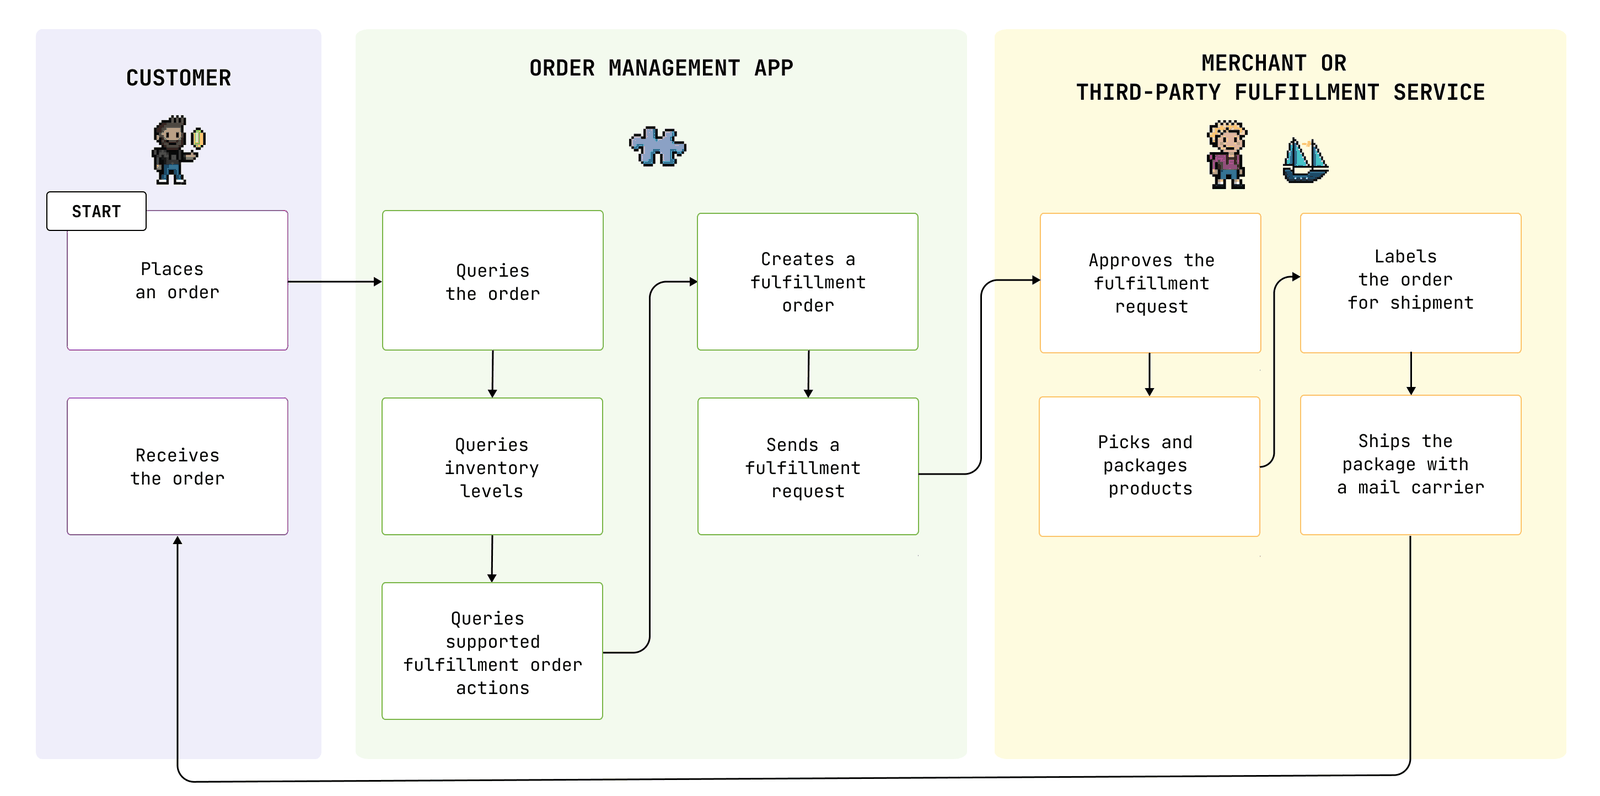 CUSTOMER
START
Places
an order
Receives
the order
ORDER MANAGEMENT APP
Queries
the order
Queries
inventory
levels
Queries
supported
fulfillment order
actions
Creates a
fulfillment
order
Sends a
fulfillment
request
MERCHANT OR
THIRD-PARTY FULFILLMENT SERVICE
Approves the
fulfillment
request
Picks and
packages
products
Labels
the order
for shipment
Ships the
package with
a mail carrier